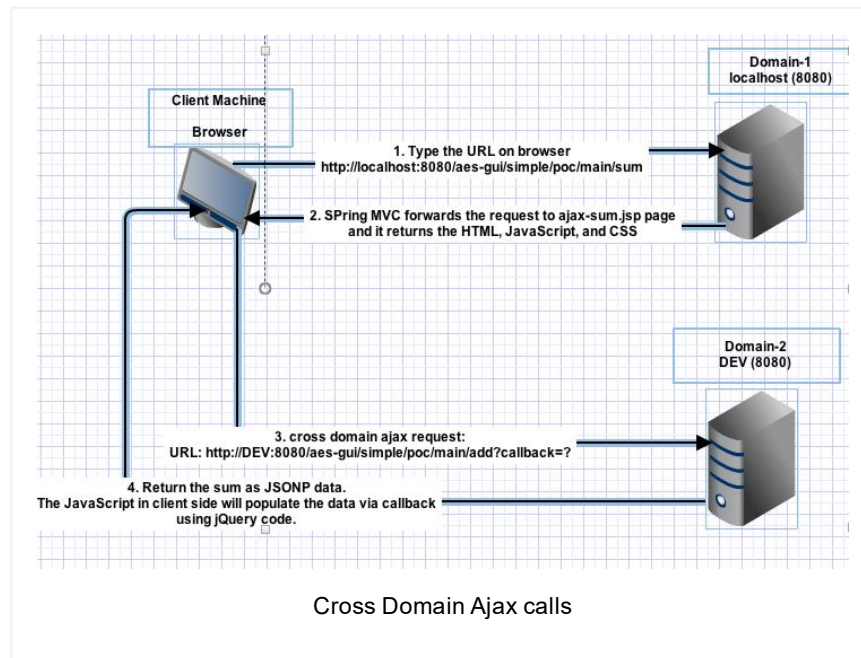 Domain-1
localhost (8080)
Client Machine
Browser
1. Type the URL on browser
http://localhost:8080/aes-gui/simple/poc/main/sum
2. SPring MVC forwards the request to ajax-sum.jsp page
and it returns the HTML, JavaScript, and CSS
Domain-2
DEV (8080)
3. cross domain ajax request:
URL: http://DEV:8080/aes-gui/simple/poc/main/add?callback=?
4. Return the sum as JSONP data.
The JavaScript in client side will populate the data via callback
using jQuery code.
Cross Domain Ajax calls